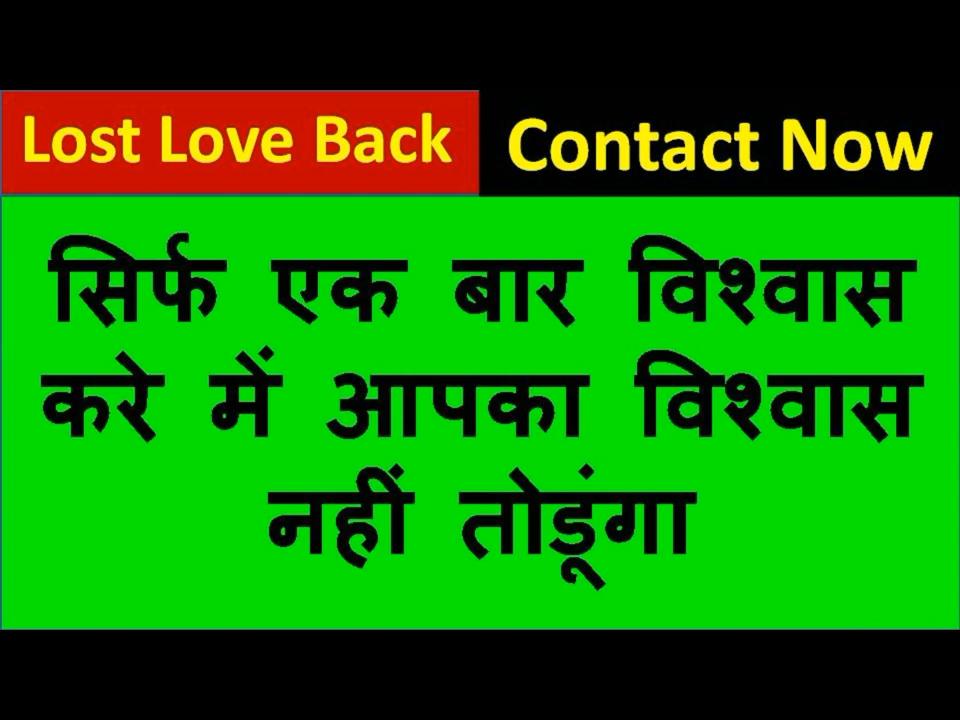 Lost Love Back
Contact Now
सिर्फ एक बार विश्वास
करे में आपका विश्वास
नहीं तोडूंगा